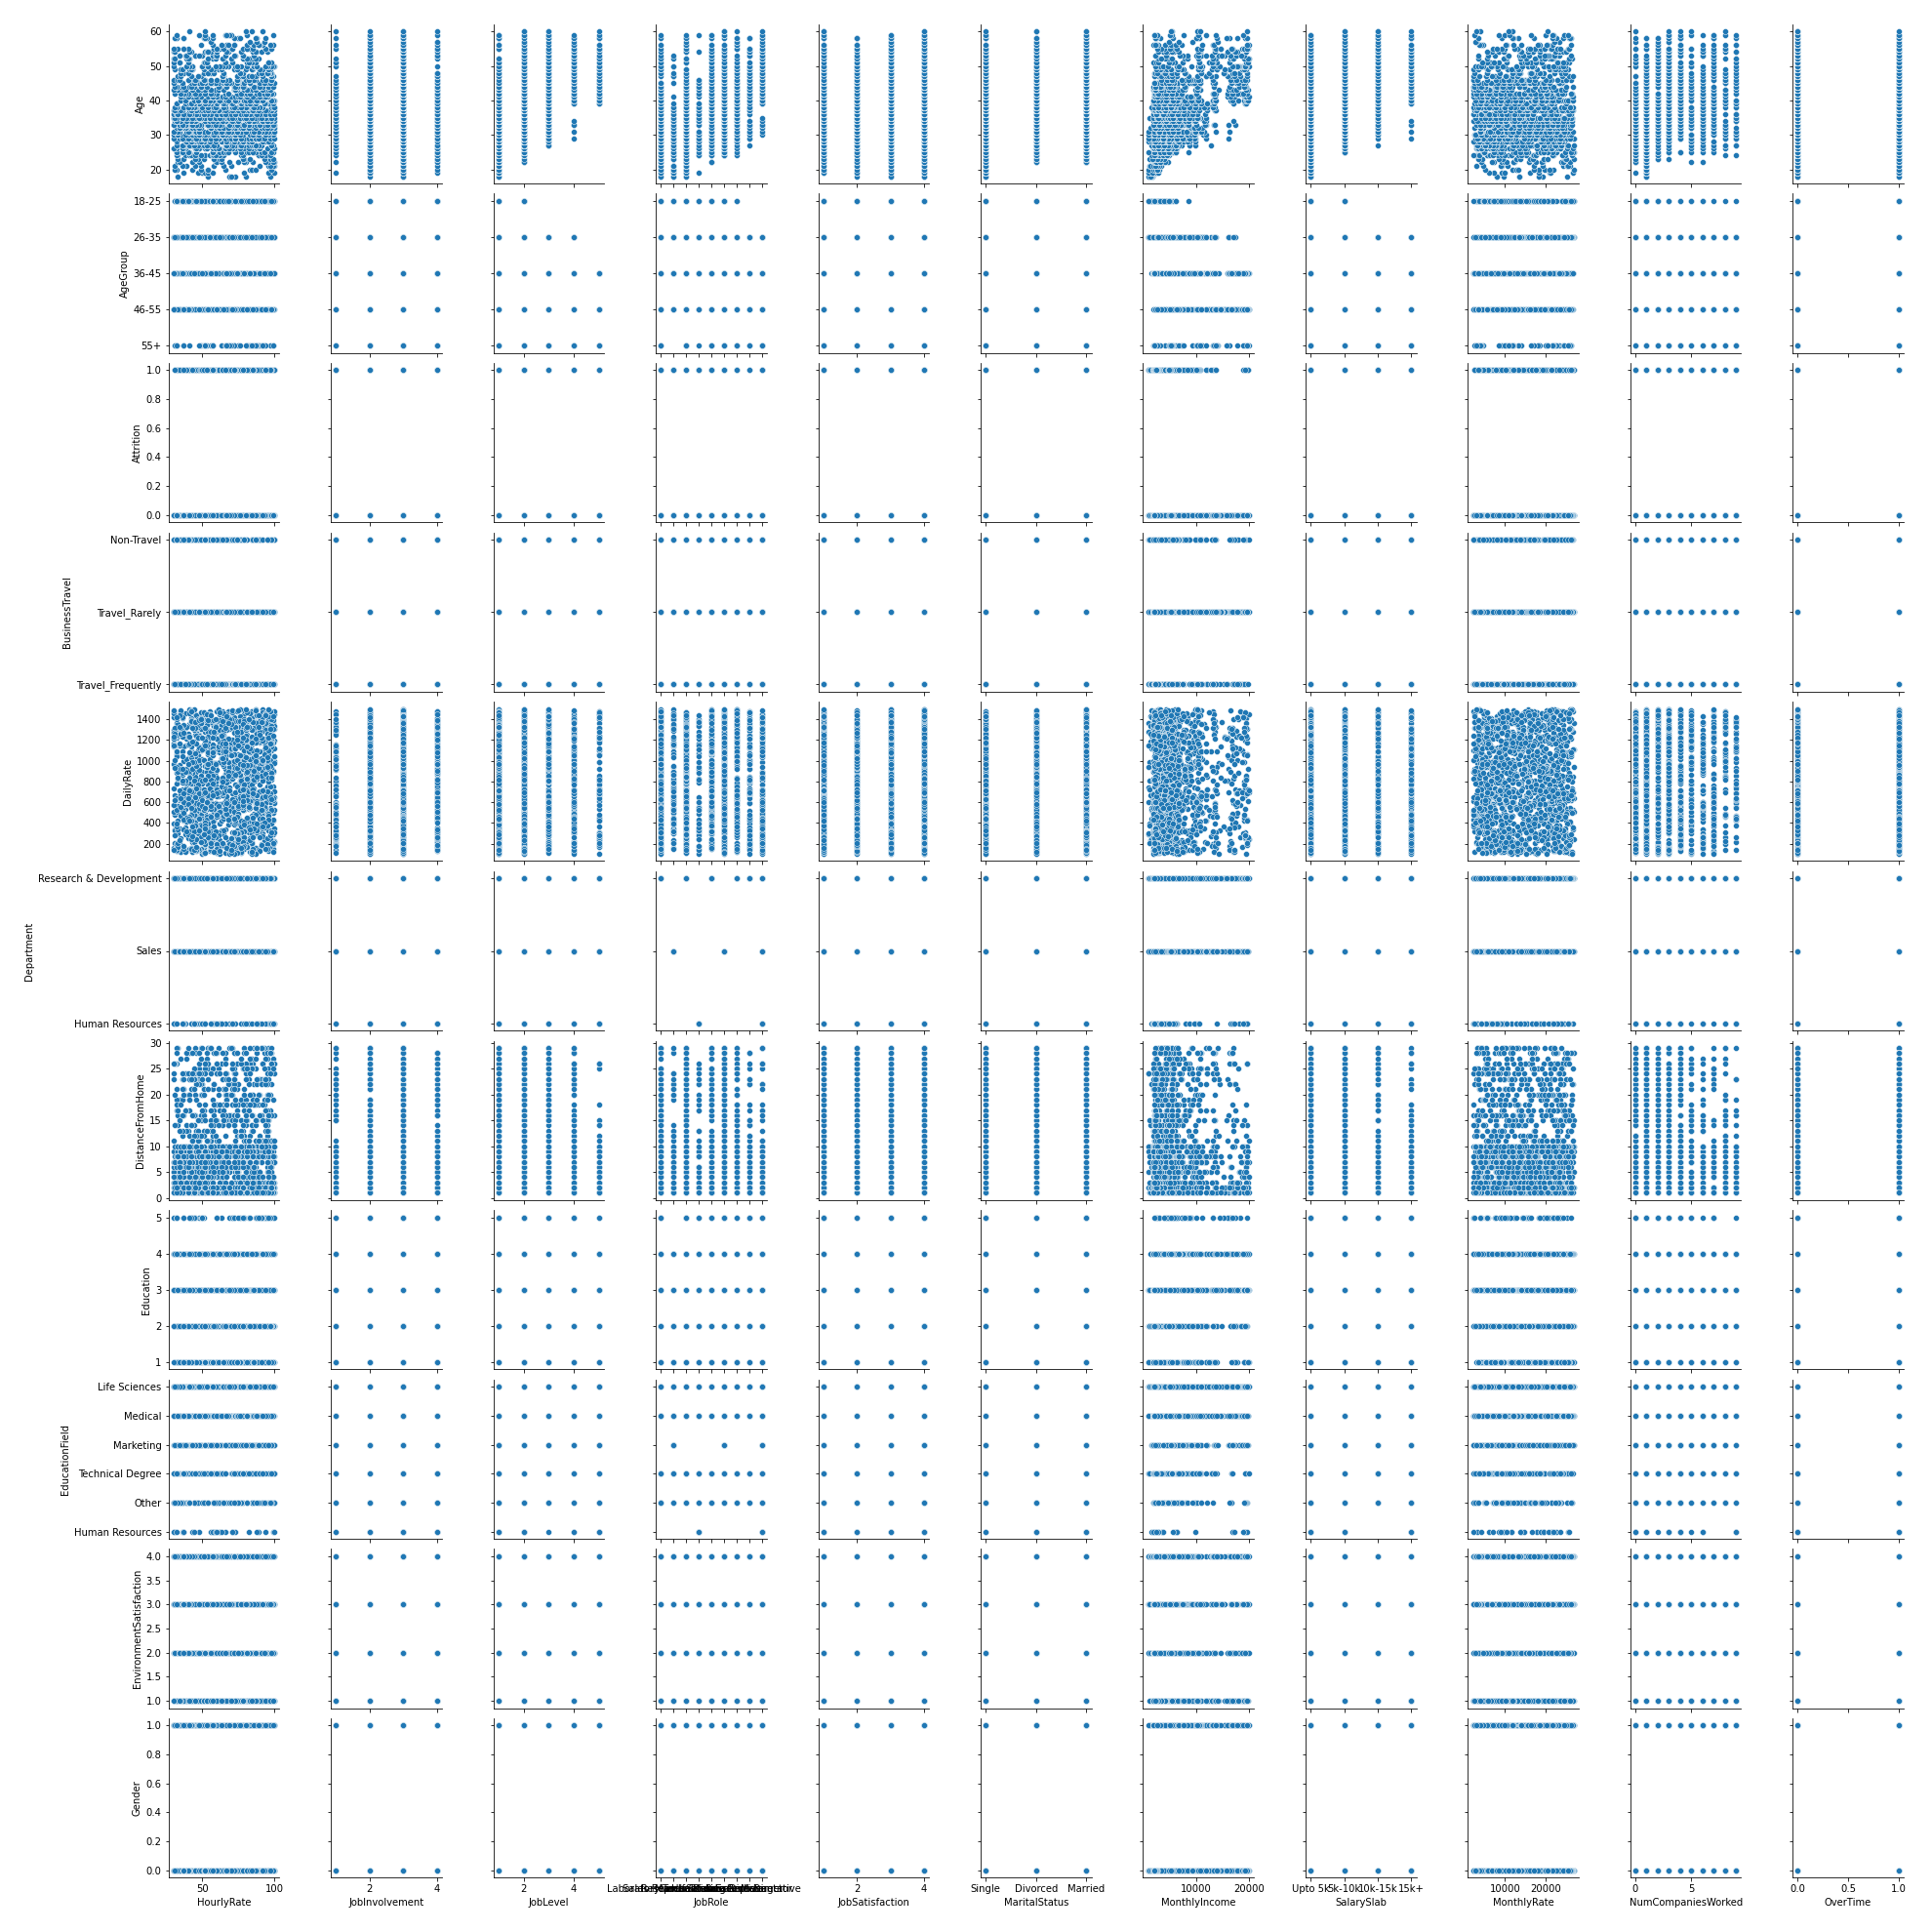 60
50
40
30
20
Age
18-25
26-35
36-45
46-55
55+
AgeGroup
1.0
0.8
0.6
0.4
0.2
0.0
Attrition
Non-Travel
Travel_Rarely
Travel_Frequently
BusinessTravel
1400
1200
1000
800
600
400
200
DailyRate
Research & Development
Sales
Human Resources
Department
30
25
20
15
10
5
0
DistanceFromHome
5
4
3
2
1
Education
Life Sciences
Medical
Marketing
Technical Degree
Other
Human Resources
EducationField
4.0
3.5
3.0
2.5
2.0
1.5
1.0
EnvironmentSatisfaction
1.0
0.8
0.6
0.4
0.2
0.0
Gender
50 100
HourlyRate
2 4
JobInvolvement
2 4
JobLevel
JobRole
2 4
JobSatisfaction
Single Divorced Married
MaritalStatus
10000 20000
MonthlyIncome
Upto 5k 5k-10k 10k-15k 15k+
SalarySlab
10000 20000
MonthlyRate
0 5
NumCompaniesWorked
0.0 0.5 1.0
OverTime